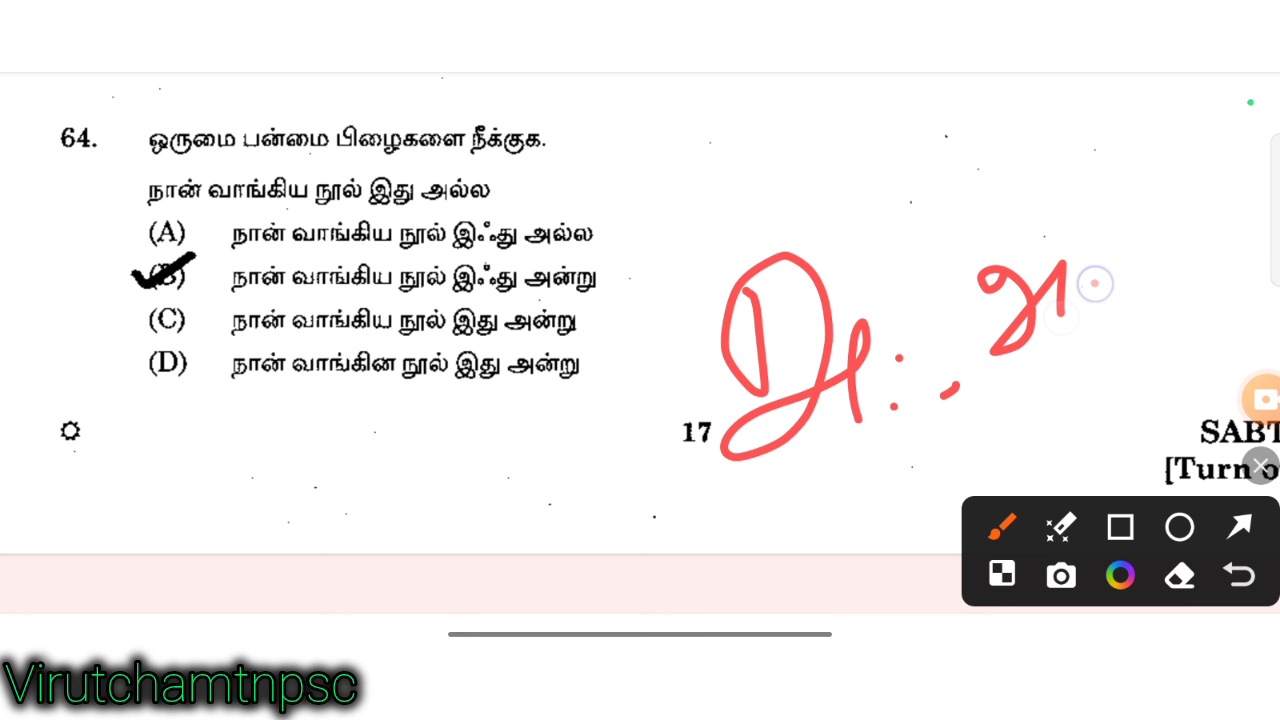 64. ஒருமை பன்மை பிழைகளை நீக்குக.
நான் வாங்கிய நூல் இது அல்ல
(A) நான் வாங்கிய நூல் இஃது அல்ல
(B) நான் வாங்கிய நூல் இஃது அன்று
(C) நான் வாங்கிய நூல் இது அன்று
(D) நான் வாங்கின நூல் இது அன்று
17
SABT
[Turn o
Virutchamtnpsc